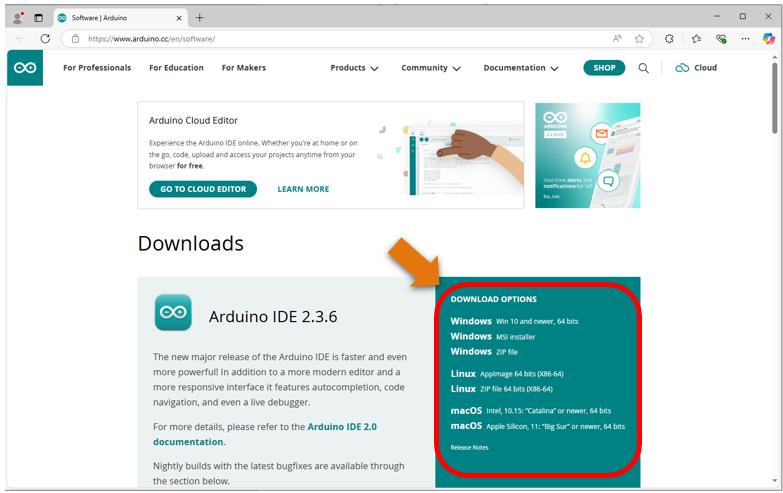 Software | Arduino
https://www.arduino.cc/en/software/
For Professionals For Education For Makers Products Community Documentation SHOP Cloud
Arduino Cloud Editor
Experience the Arduino IDE online. Whether you're at home or on
the go, code, upload and access your projects anytime from your
browser for free.
GO TO CLOUD EDITOR LEARN MORE
ARDUINO
CLOUD
Real-time alerts and
notifications for IoT
Downloads
Arduino IDE 2.3.6
The new major release of the Arduino IDE is faster and even
more powerful! In addition to a more modern editor and a
more responsive interface it features autocompletion, code
navigation, and even a live debugger.
For more details, please refer to the Arduino IDE 2.0
documentation.
Nightly builds with the latest bugfixes are available through
the section below.
DOWNLOAD OPTIONS
Windows Win 10 and newer, 64 bits
Windows MSI installer
Windows ZIP file
Linux AppImage 64 bits (X86-64)
Linux ZIP file 64 bits (X86-64)
macOS Intel, 10.15: “Catalina” or newer, 64 bits
macOS Apple Silicon, 11: “Big Sur” or newer, 64 bits
Release Notes